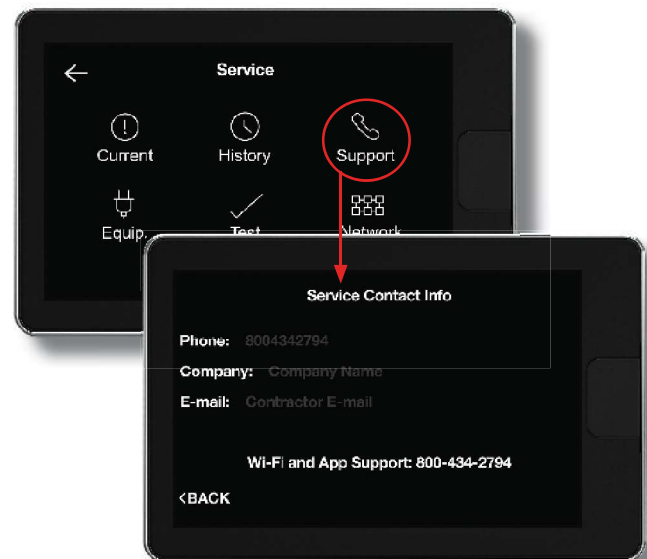 Service
Current History Support
Equip. Test Network
Service Contact Info
Phone: 8004342794
Company: Company Name
E-mail: Contractor E-mail
Wi-Fi and App Support: 800-434-2794
<BACK